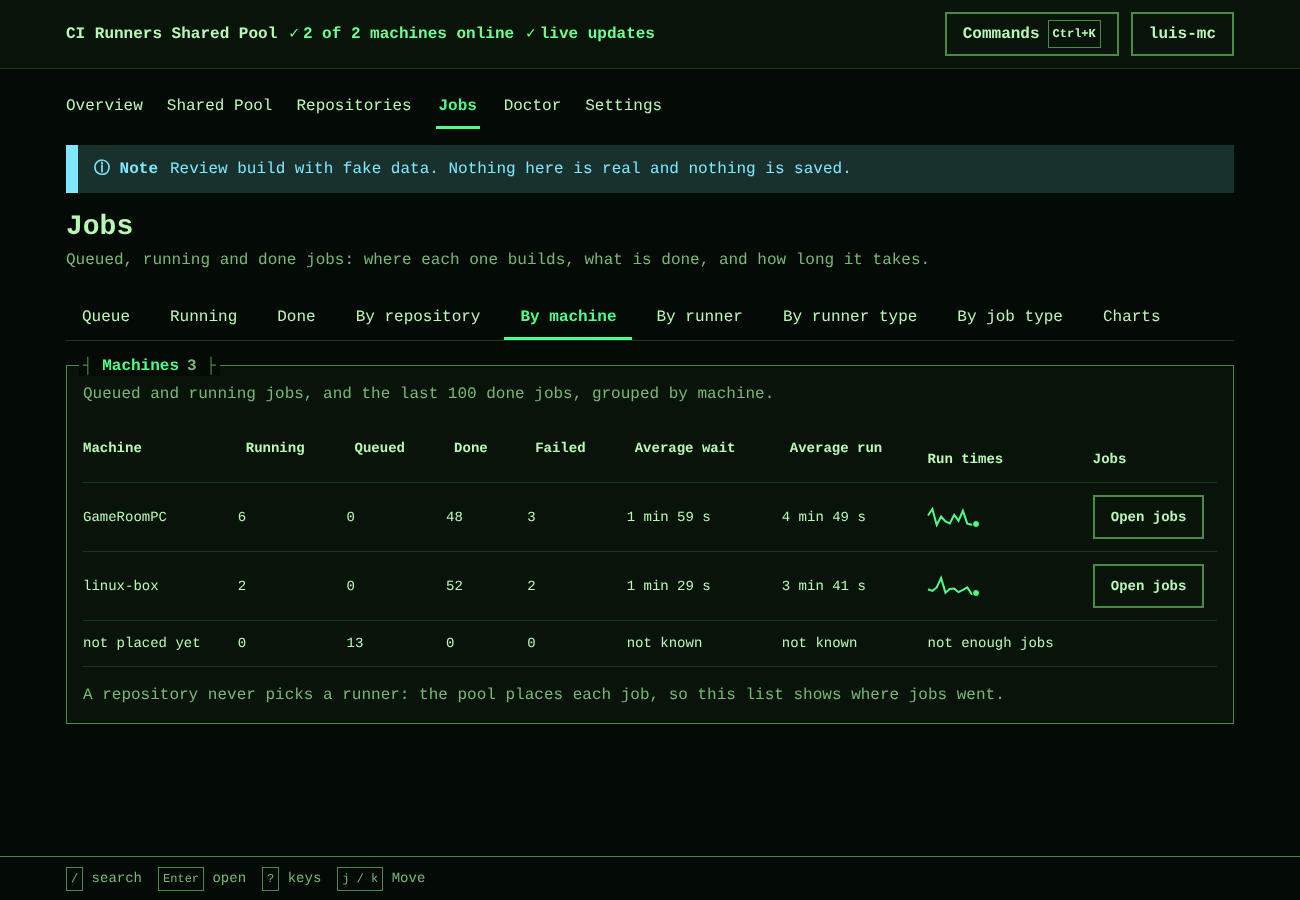 CI Runners Shared Pool ✓ 2 of 2 machines online ✓ live updates Commands Ctrl+K luis-mc
Overview Shared Pool Repositories Jobs Doctor Settings
ⓘ Note Review build with fake data. Nothing here is real and nothing is saved.
Jobs
Queued, running and done jobs: where each one builds, what is done, and how long it takes.
Queue Running Done By repository By machine By runner By runner type By job type Charts
Machines 3
Queued and running jobs, and the last 100 done jobs, grouped by machine.
Machine Running Queued Done Failed Average wait Average run Run times Jobs
GameRoomPC 6 0 48 3 1 min 59 s 4 min 49 s Open jobs
linux-box 2 0 52 2 1 min 29 s 3 min 41 s Open jobs
not placed yet 0 13 0 0 not known not known not enough jobs
A repository never picks a runner: the pool places each job, so this list shows where jobs went.
/ search Enter open ? keys j / k Move